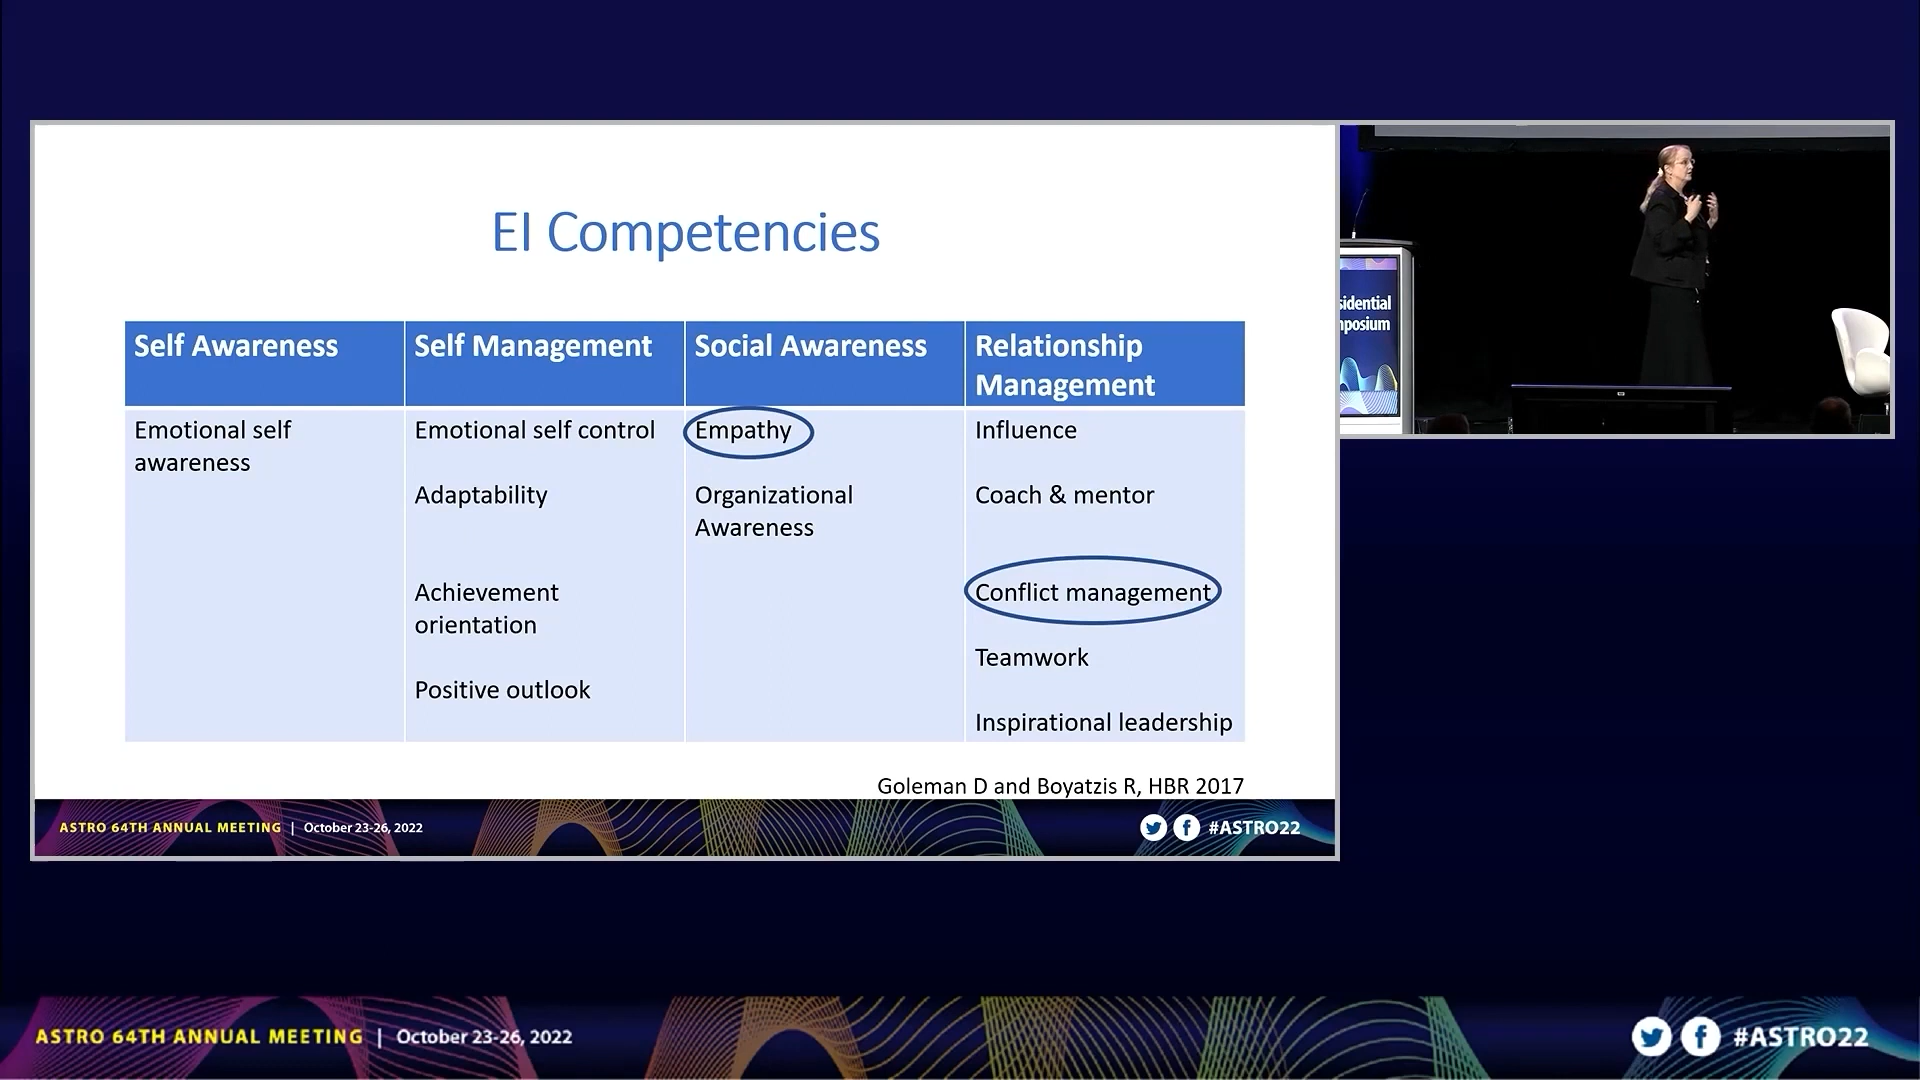 EI Competencies
Self Awareness
Self Management
Social Awareness
Relationship
Management
Emotional self
awareness
Emotional self control
Adaptability
Achievement
orientation
Positive outlook
Empathy
Organizational
Awareness
Influence
Coach & mentor
Conflict management
Teamwork
Inspirational leadership
Goleman D and Boyatzis R, HBR 2017
ASTRO 64TH ANNUAL MEETING | October 23-26, 2022
#ASTRO22
sidential
posium
ASTRO 64TH ANNUAL MEETING | October 23-26, 2022
#ASTRO22